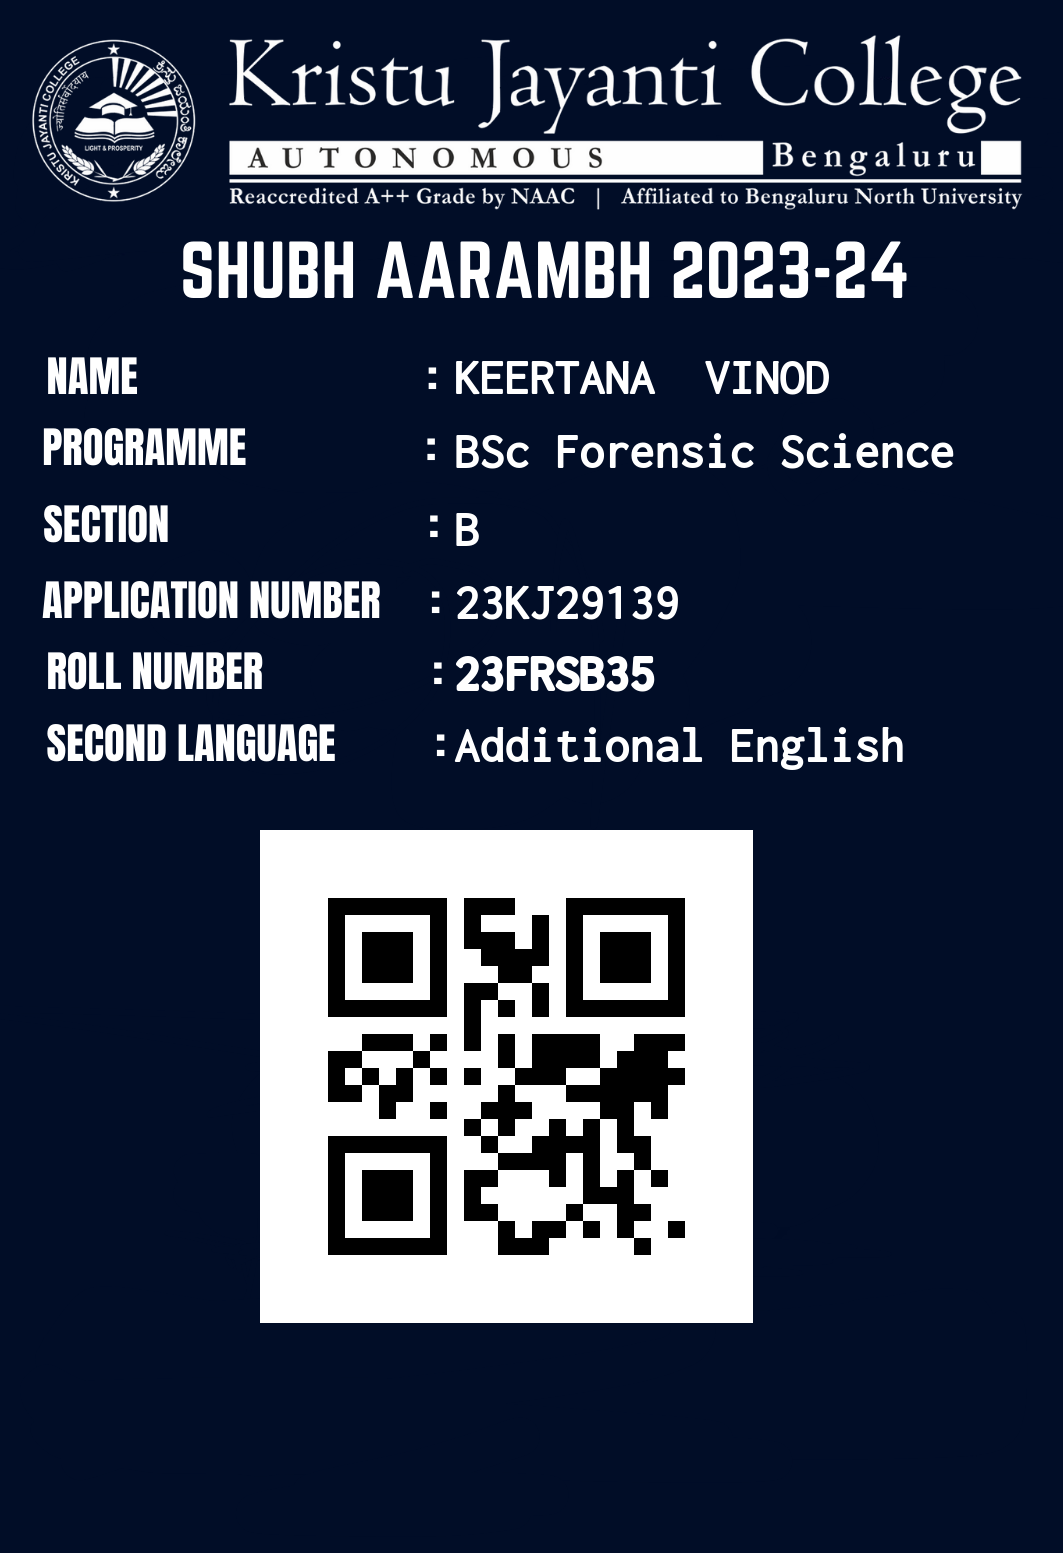 KRISTU JAYANTI COLLEGE
ಕ್ರಿಸ್ತು ಜಯಂತಿ ಕಾಲೇಜು
LIGHT & PROSPERITY
Kristu Jayanti College
AUTONOMOUS Bengaluru
Reaccredited A++ Grade by NAAC | Affiliated to Bengaluru North University
SHUBH AARAMBH 2023-24
NAME : KEERTANA VINOD
PROGRAMME : BSc Forensic Science
SECTION : B
APPLICATION NUMBER : 23KJ29139
ROLL NUMBER : 23FRSB35
SECOND LANGUAGE : Additional English